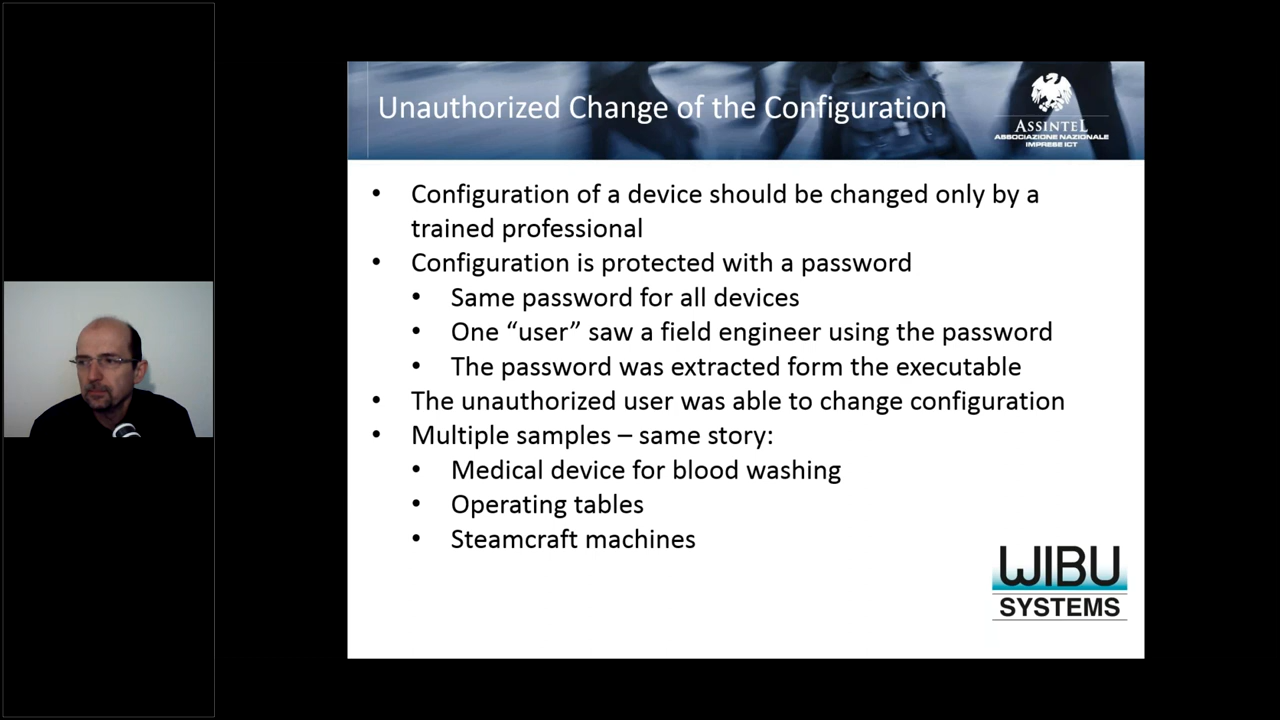 Unauthorized Change of the Configuration
ASSINTEL
ASSOCIAZIONE NAZIONALE
IMPRESE ICT
• Configuration of a device should be changed only by a
trained professional
• Configuration is protected with a password
• Same password for all devices
• One “user” saw a field engineer using the password
• The password was extracted form the executable
• The unauthorized user was able to change configuration
• Multiple samples – same story:
• Medical device for blood washing
• Operating tables
• Steamcraft machines
WIBU
SYSTEMS